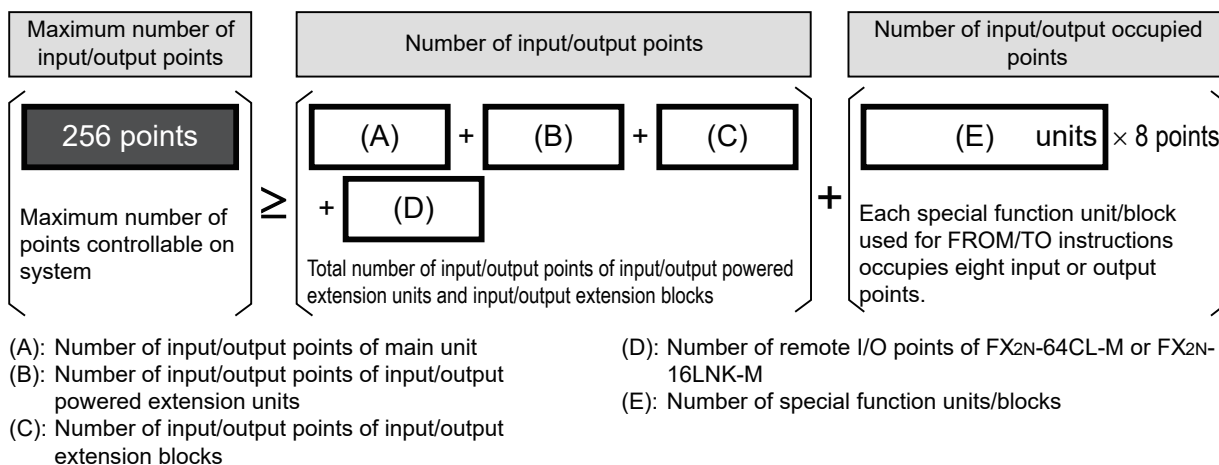 Maximum number of
input/output points
Number of input/output points
Number of input/output occupied
points
256 points
≥
(A) + (B) + (C)
+ (D)
+
(E) units × 8 points
Maximum number of
points controllable on
system
Total number of input/output points of input/output powered
extension units and input/output extension blocks
Each special function unit/block
used for FROM/TO instructions
occupies eight input or output
points.
(A): Number of input/output points of main unit
(B): Number of input/output points of input/output
powered extension units
(C): Number of input/output points of input/output
extension blocks
(D): Number of remote I/O points of FX2N-64CL-M or FX2N-
16LNK-M
(E): Number of special function units/blocks